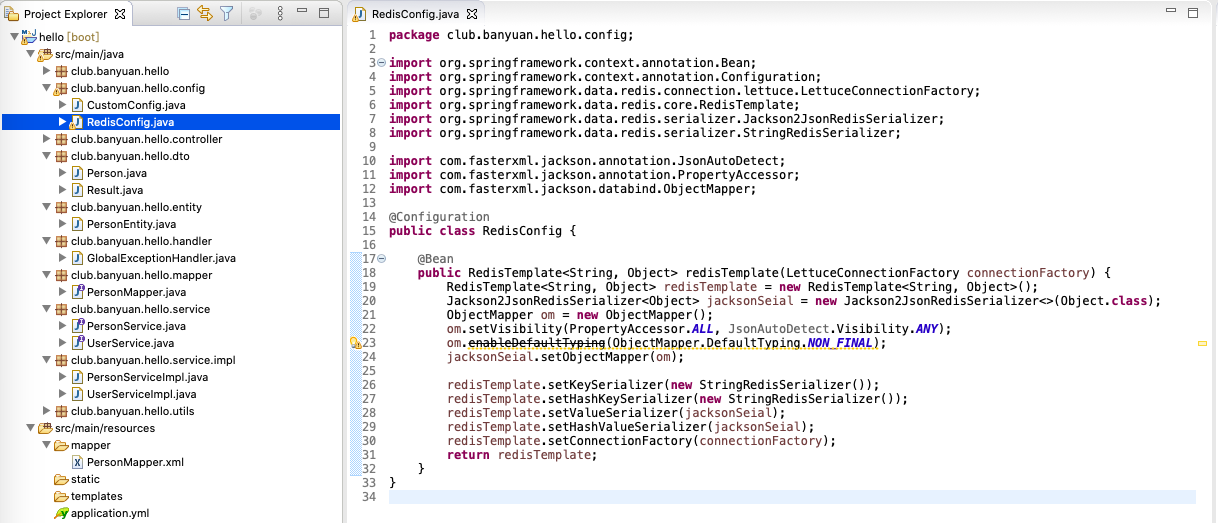 Project Explorer
hello [boot]
src/main/java
club.banyuan.hello
club.banyuan.hello.config
CustomConfig.java
RedisConfig.java
club.banyuan.hello.controller
club.banyuan.hello.dto
Person.java
Result.java
club.banyuan.hello.entity
PersonEntity.java
club.banyuan.hello.handler
GlobalExceptionHandler.java
club.banyuan.hello.mapper
PersonMapper.java
club.banyuan.hello.service
PersonService.java
UserService.java
club.banyuan.hello.service.impl
PersonServiceImpl.java
UserServiceImpl.java
club.banyuan.hello.utils
src/main/resources
mapper
PersonMapper.xml
static
templates
application.yml
RedisConfig.java
1 package club.banyuan.hello.config;
2
3 import org.springframework.context.annotation.Bean;
4 import org.springframework.context.annotation.Configuration;
5 import org.springframework.data.redis.connection.lettuce.LettuceConnectionFactory;
6 import org.springframework.data.redis.core.RedisTemplate;
7 import org.springframework.data.redis.serializer.Jackson2JsonRedisSerializer;
8 import org.springframework.data.redis.serializer.StringRedisSerializer;
9
10 import com.fasterxml.jackson.annotation.JsonAutoDetect;
11 import com.fasterxml.jackson.annotation.PropertyAccessor;
12 import com.fasterxml.jackson.databind.ObjectMapper;
13
14 @Configuration
15 public class RedisConfig {
16
17 @Bean
18 public RedisTemplate<String, Object> redisTemplate(LettuceConnectionFactory connectionFactory) {
19 RedisTemplate<String, Object> redisTemplate = new RedisTemplate<String, Object>();
20 Jackson2JsonRedisSerializer<Object> jacksonSeial = new Jackson2JsonRedisSerializer<>(Object.class);
21 ObjectMapper om = new ObjectMapper();
22 om.setVisibility(PropertyAccessor.ALL, JsonAutoDetect.Visibility.ANY);
23 om.enableDefaultTyping(ObjectMapper.DefaultTyping.NON_FINAL);
24 jacksonSeial.setObjectMapper(om);
25
26 redisTemplate.setKeySerializer(new StringRedisSerializer());
27 redisTemplate.setHashKeySerializer(new StringRedisSerializer());
28 redisTemplate.setValueSerializer(jacksonSeial);
29 redisTemplate.setHashValueSerializer(jacksonSeial);
30 redisTemplate.setConnectionFactory(connectionFactory);
31 return redisTemplate;
32 }
33 }
34